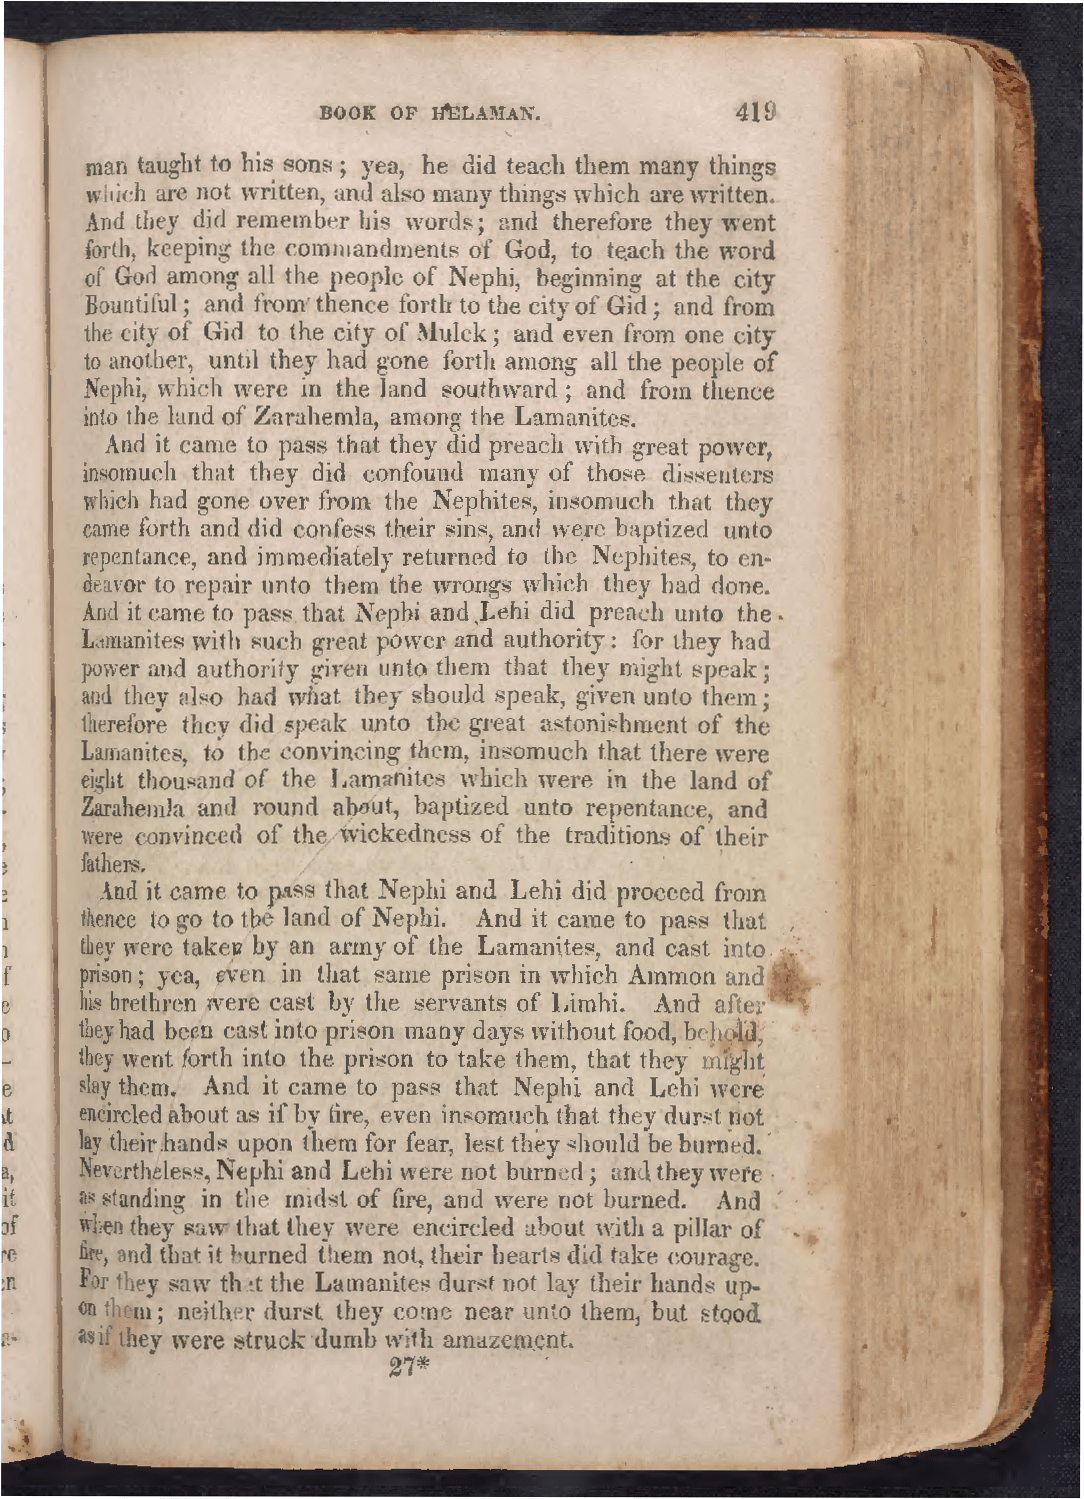 BOOK OF HELAMAN. 419
man taught to his sons; yea, he did teach them many things
which are not written, and also many things which are written.
And they did remember his words; and therefore they went
forth, keeping the commandments of God, to teach the word
of God among all the people of Nephi, beginning at the city
Bountiful; and from thence forth to the city of Gid; and from
the city of Gid to the city of Mulek; and even from one city
to another, until they had gone forth among all the people of
Nephi, which were in the land southward; and from thence
into the land of Zarahemla, among the Lamanites.
And it came to pass that they did preach with great power,
insomuch that they did confound many of those dissenters
which had gone over from the Nephites, insomuch that they
came forth and did confess their sins, and were baptized unto
repentance, and immediately returned to the Nephites, to en-
deavor to repair unto them the wrongs which they had done.
And it came to pass that Nephi and Lehi did preach unto the
Lamanites with such great power and authority: for they had
power and authority given unto them that they might speak;
and they also had what they should speak, given unto them;
therefore they did speak unto the great astonishment of the
Lamanites, to the convincing them, insomuch that there were
eight thousand of the Lamanites which were in the land of
Zarahemla and round about, baptized unto repentance, and
were convinced of the wickedness of the traditions of their
fathers.
And it came to pass that Nephi and Lehi did proceed from
thence to go to the land of Nephi. And it came to pass that
they were taken by an army of the Lamanites, and cast into
prison; yea, even in that same prison in which Ammon and
his brethren were cast by the servants of Limhi. And after
they had been cast into prison many days without food, behold,
they went forth into the prison to take them, that they might
slay them. And it came to pass that Nephi and Lehi were
encircled about as if by fire, even insomuch that they durst not
lay their hands upon them for fear, lest they should be burned.
Nevertheless, Nephi and Lehi were not burned; and they were
as standing in the midst of fire, and were not burned. And
when they saw that they were encircled about with a pillar of
fire, and that it burned them not, their hearts did take courage.
For they saw that the Lamanites durst not lay their hands up-
on them; neither durst they come near unto them, but stood
as if they were struck dumb with amazement.
27*